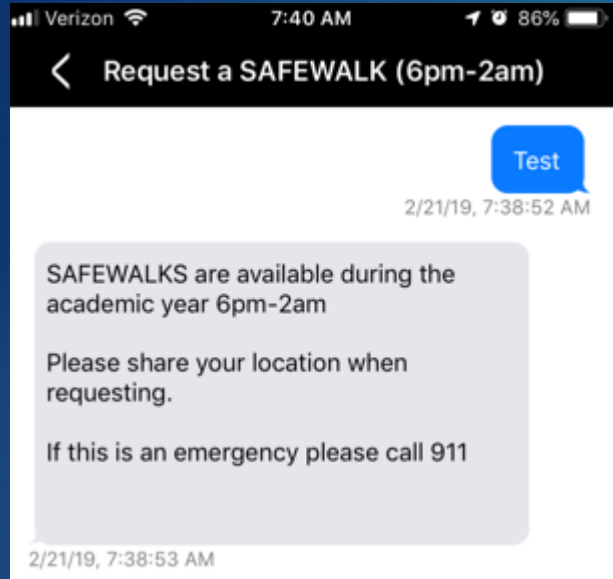 Verizon 7:40 AM 86%
Request a SAFEWALK (6pm-2am)
Test
2/21/19, 7:38:52 AM
SAFEWALKS are available during the
academic year 6pm-2am
Please share your location when
requesting.
If this is an emergency please call 911
2/21/19, 7:38:53 AM